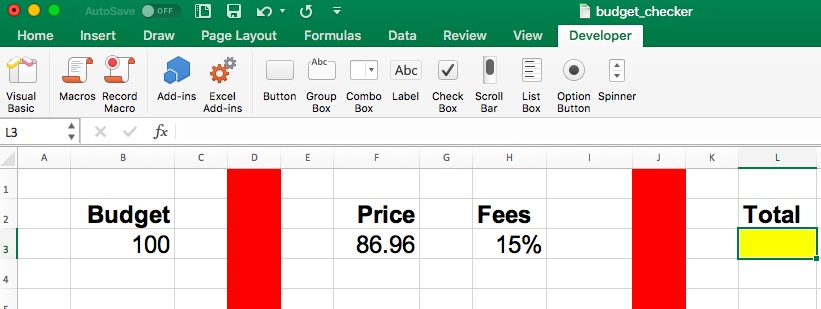 AutoSave OFF budget_checker
Home Insert Draw Page Layout Formulas Data Review View Developer
Abc Abc
Visual Basic Macros Record Macro Add-ins Excel Add-ins Button Group Box Combo Box Label Check Box Scroll Bar List Box Option Button Spinner
L3 fx
A B C D E F G H I J K L
1
2 Budget Price Fees Total
3 100 86.96 15%
4
5